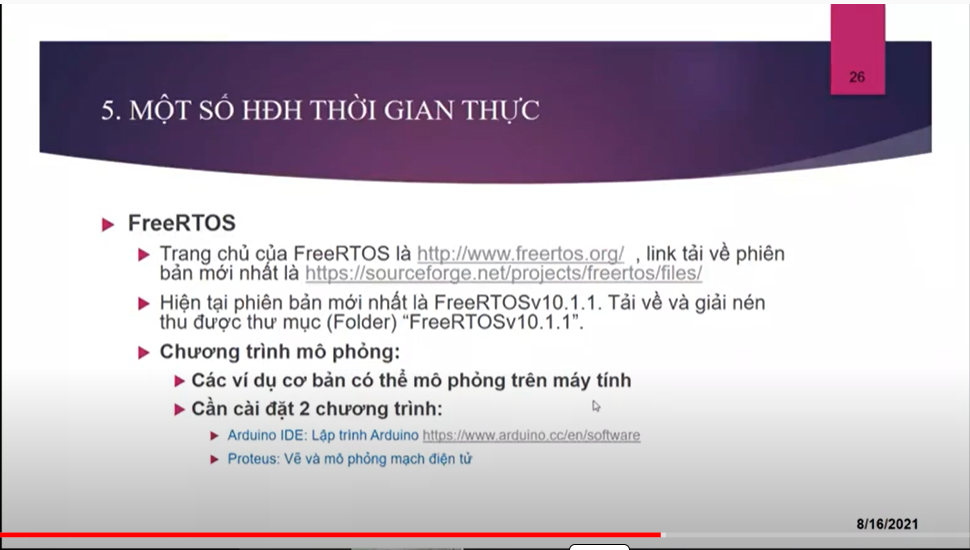 26
5. MỘT SỐ HĐH THỜI GIAN THỰC
FreeRTOS
Trang chủ của FreeRTOS là http://www.freertos.org/ , link tải về phiên
bản mới nhất là https://sourceforge.net/projects/freertos/files/
Hiện tại phiên bản mới nhất là FreeRTOSv10.1.1. Tải về và giải nén
thu được thư mục (Folder) “FreeRTOSv10.1.1”.
Chương trình mô phỏng:
Các ví dụ cơ bản có thể mô phỏng trên máy tính
Cần cài đặt 2 chương trình:
Arduino IDE: Lập trình Arduino https://www.arduino.cc/en/software
Proteus: Vẽ và mô phỏng mạch điện tử
8/16/2021